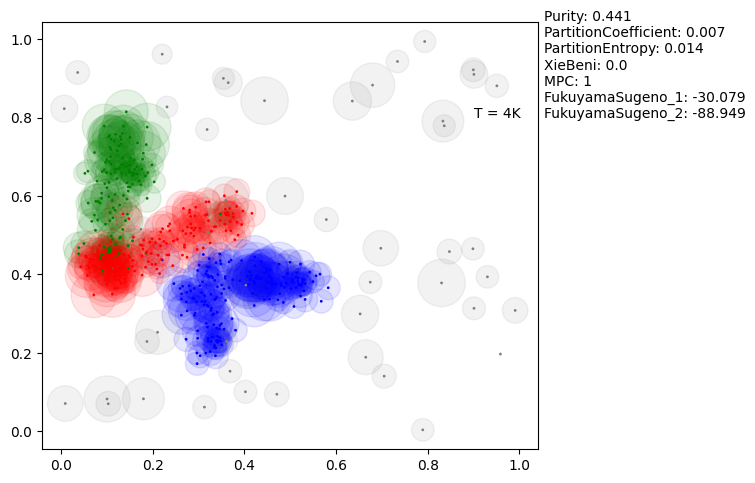 Purity: 0.441
PartitionCoefficient: 0.007
PartitionEntropy: 0.014
XieBeni: 0.0
MPC: 1
FukuyamaSugeno_1: -30.079
FukuyamaSugeno_2: -88.949
T = 4K
1.0
0.8
0.6
0.4
0.2
0.0
0.0 0.2 0.4 0.6 0.8 1.0